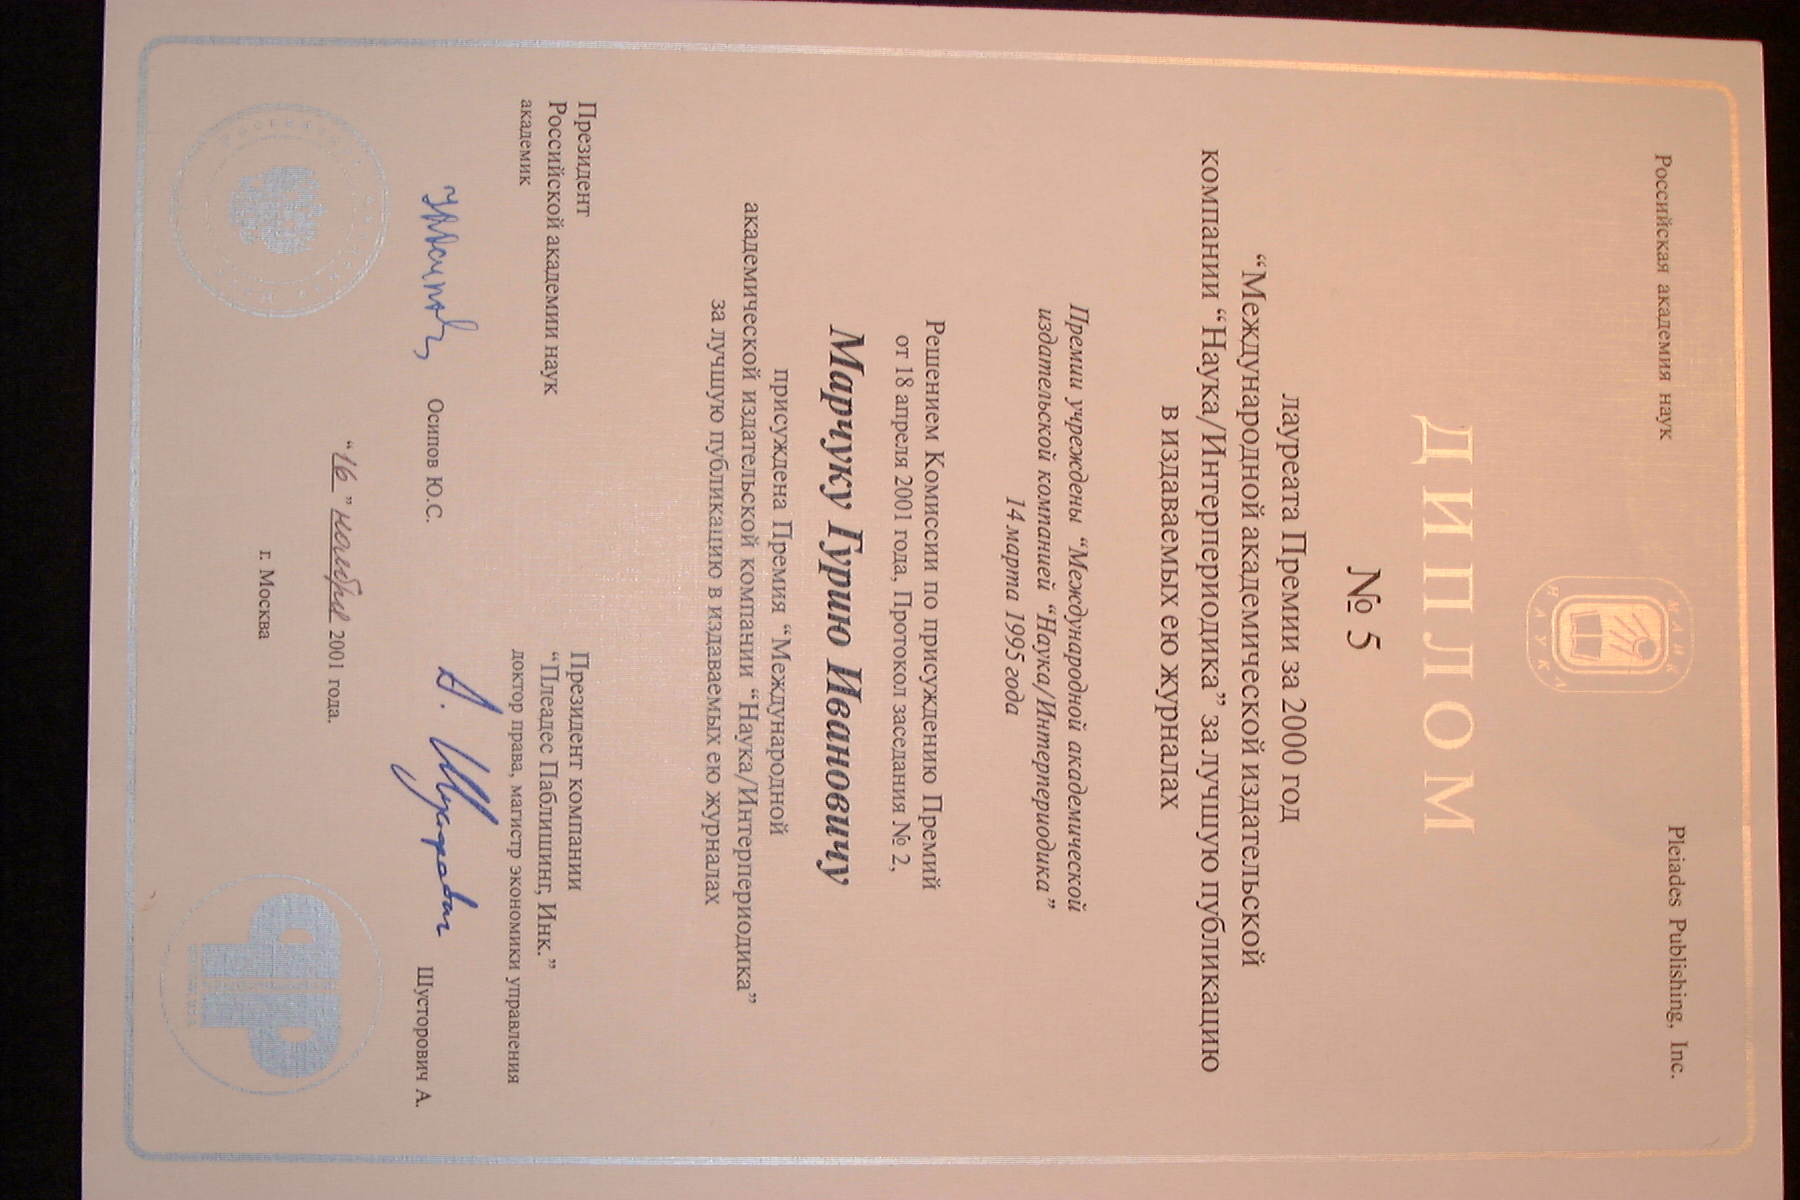 Российская академия наук
Pleiades Publishing, Inc.
МАИК
НАУКА
ДИПЛОМ
№ 5
лауреата Премии за 2000 год
“Международной академической издательской
компании “Наука/Интерпериодика” за лучшую публикацию
в издаваемых ею журналах
Премии учреждены “Международной академической
издательской компанией “Наука/Интерпериодика”
14 марта 1995 года
Решением Комиссии по присуждению Премий
от 18 апреля 2001 года, Протокол заседания № 2,
Марчуку Гурию Ивановичу
присуждена Премия “Международной
академической издательской компании “Наука/Интерпериодика”
за лучшую публикацию в издаваемых ею журналах
Президент
Российской академии наук
академик
Осипов Ю.С.
Президент компании
“Плеадес Паблишинг, Инк.”
доктор права, магистр экономики управления
А. Шусторович
Шусторович А.
“16” ноября 2001 года.
г. Москва